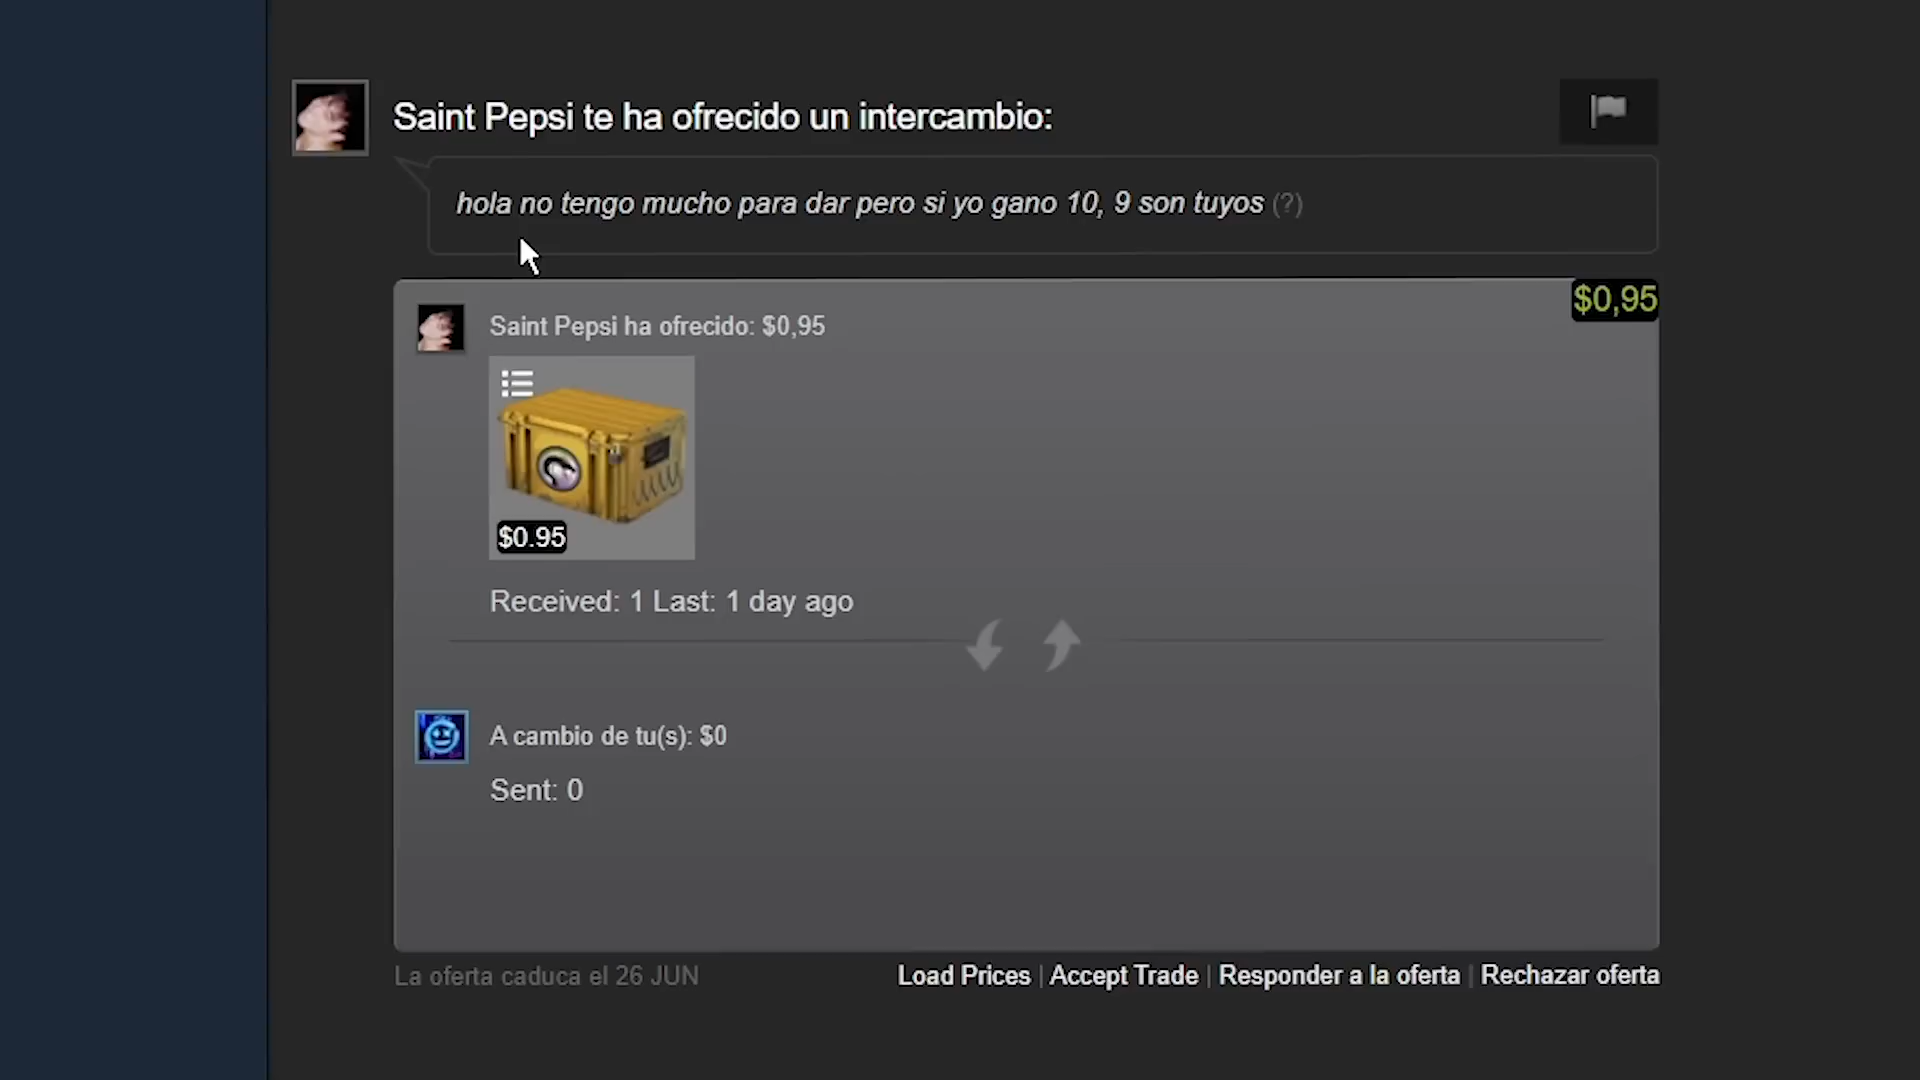 Saint Pepsi te ha ofrecido un intercambio:
hola no tengo mucho para dar pero si yo gano 10, 9 son tuyos (?)
$0,95
Saint Pepsi ha ofrecido: $0,95
$0.95
Received: 1 Last: 1 day ago
A cambio de tu(s): $0
Sent: 0
La oferta caduca el 26 JUN
Load Prices | Accept Trade | Responder a la oferta | Rechazar oferta